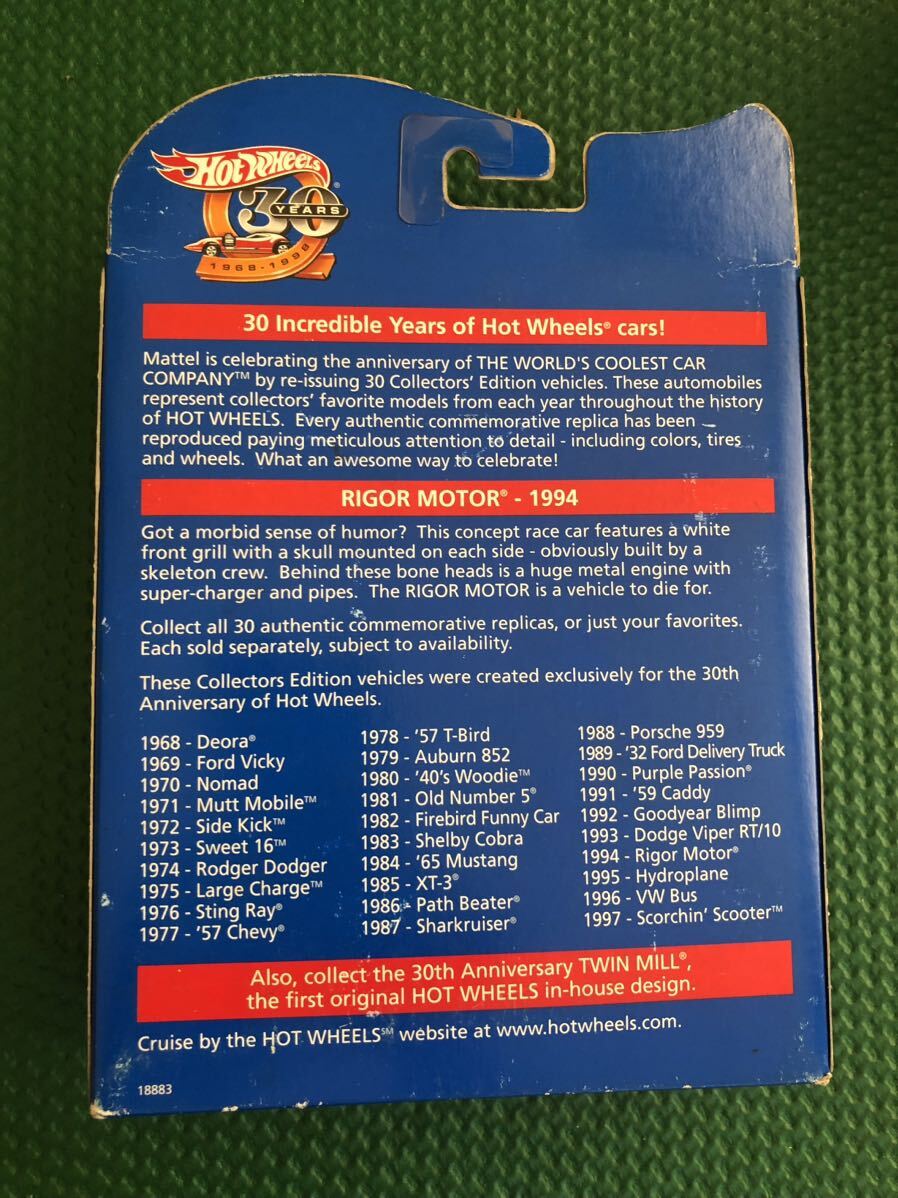 HOT WHEELS®
30
YEARS
1968-1998
30 Incredible Years of Hot Wheels® cars!
Mattel is celebrating the anniversary of THE WORLD'S COOLEST CAR
COMPANY™ by re-issuing 30 Collectors' Edition vehicles. These automobiles
represent collectors' favorite models from each year throughout the history
of HOT WHEELS. Every authentic commemorative replica has been
reproduced paying meticulous attention to detail - including colors, tires
and wheels. What an awesome way to celebrate!
RIGOR MOTOR® - 1994
Got a morbid sense of humor? This concept race car features a white
front grill with a skull mounted on each side - obviously built by a
skeleton crew. Behind these bone heads is a huge metal engine with
super-charger and pipes. The RIGOR MOTOR is a vehicle to die for.
Collect all 30 authentic commemorative replicas, or just your favorites.
Each sold separately, subject to availability.
These Collectors Edition vehicles were created exclusively for the 30th
Anniversary of Hot Wheels.
1968 - Deora®
1969 - Ford Vicky
1970 - Nomad
1971 - Mutt Mobile™
1972 - Side Kick™
1973 - Sweet 16™
1974 - Rodger Dodger
1975 - Large Charge™
1976 - Sting Ray®
1977 - '57 Chevy®
1978 - '57 T-Bird
1979 - Auburn 852
1980 - '40's Woodie™
1981 - Old Number 5®
1982 - Firebird Funny Car
1983 - Shelby Cobra
1984 - '65 Mustang
1985 - XT-3®
1986 - Path Beater®
1987 - Sharkruiser®
1988 - Porsche 959
1989 - '32 Ford Delivery Truck
1990 - Purple Passion®
1991 - '59 Caddy
1992 - Goodyear Blimp
1993 - Dodge Viper RT/10
1994 - Rigor Motor®
1995 - Hydroplane
1996 - VW Bus
1997 - Scorchin' Scooter™
Also, collect the 30th Anniversary TWIN MILL®,
the first original HOT WHEELS in-house design.
Cruise by the HOT WHEELS℠ website at www.hotwheels.com.
18883